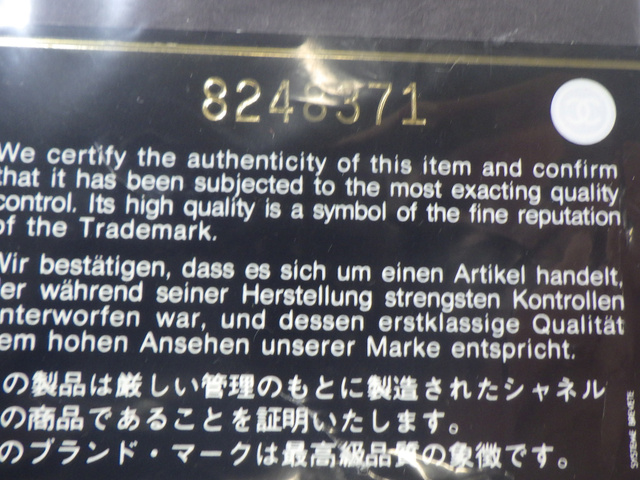 8248371
We certify the authenticity of this item and confirm
that it has been subjected to the most exacting quality
control. Its high quality is a symbol of the fine reputation
of the Trademark.
Wir bestätigen, dass es sich um einen Artikel handelt,
der während seiner Herstellung strengsten Kontrollen
unterworfen war, und dessen erstklassige Qualität
dem hohen Ansehen unserer Marke entspricht.
の製品は厳しい管理のもとに製造されたシャネル
の商品であることを証明いたします。
のブランド・マークは最高級品質の象徴です。
SYSTEME BREVETE